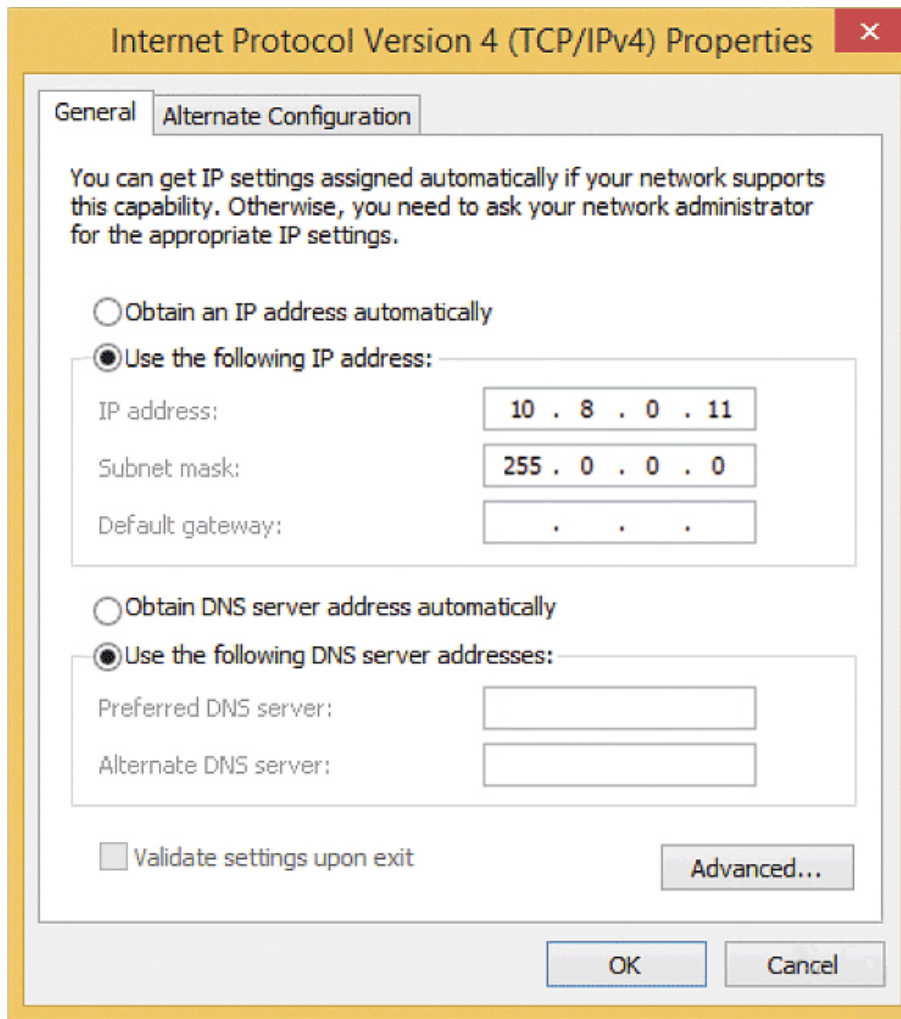 Internet Protocol Version 4 (TCP/IPv4) Properties
General
Alternate Configuration
You can get IP settings assigned automatically if your network supports
this capability. Otherwise, you need to ask your network administrator
for the appropriate IP settings.
Obtain an IP address automatically
Use the following IP address:
IP address:
10 . 8 . 0 . 11
Subnet mask:
255 . 0 . 0 . 0
Default gateway:
. . .
Obtain DNS server address automatically
Use the following DNS server addresses:
Preferred DNS server:
Alternate DNS server:
Validate settings upon exit
Advanced...
OK
Cancel